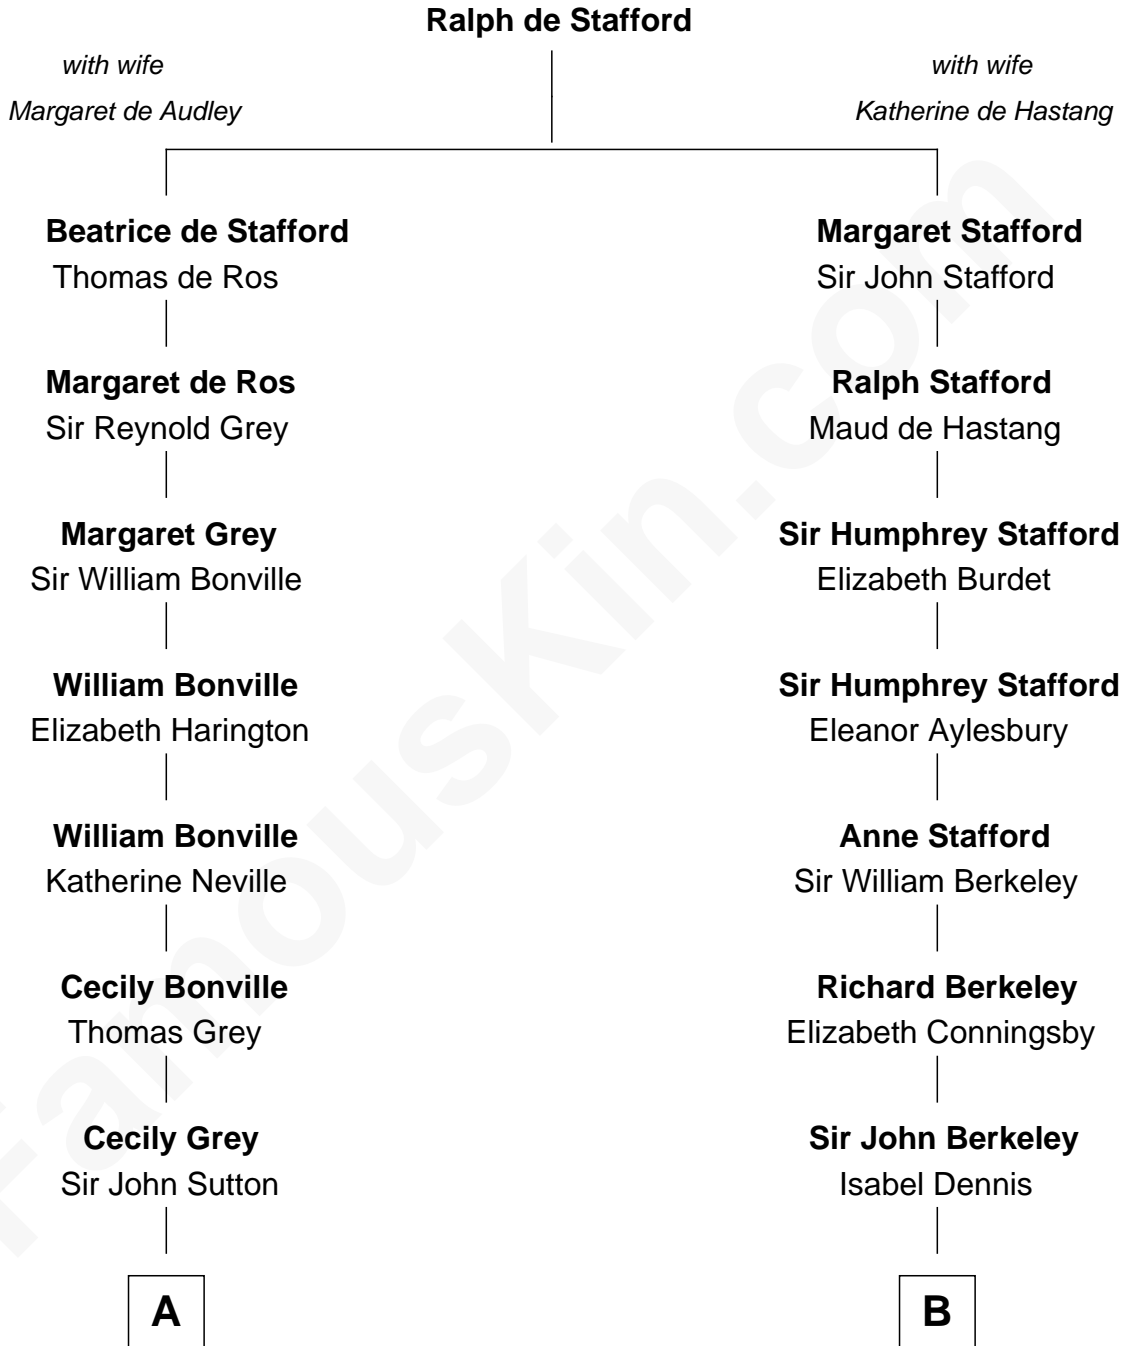 Ralph de Stafford
with wife
Margaret de Audley
with wife
Katherine de Hastang
Beatrice de Stafford
Thomas de Ros
Margaret Stafford
Sir John Stafford
Margaret de Ros
Sir Reynold Grey
Ralph Stafford
Maud de Hastang
Margaret Grey
Sir William Bonville
Sir Humphrey Stafford
Elizabeth Burdet
William Bonville
Elizabeth Harington
Sir Humphrey Stafford
Eleanor Aylesbury
William Bonville
Katherine Neville
Anne Stafford
Sir William Berkeley
Cecily Bonville
Thomas Grey
Richard Berkeley
Elizabeth Conningsby
Cecily Grey
Sir John Sutton
Sir John Berkeley
Isabel Dennis
A
B
FamousKin.com